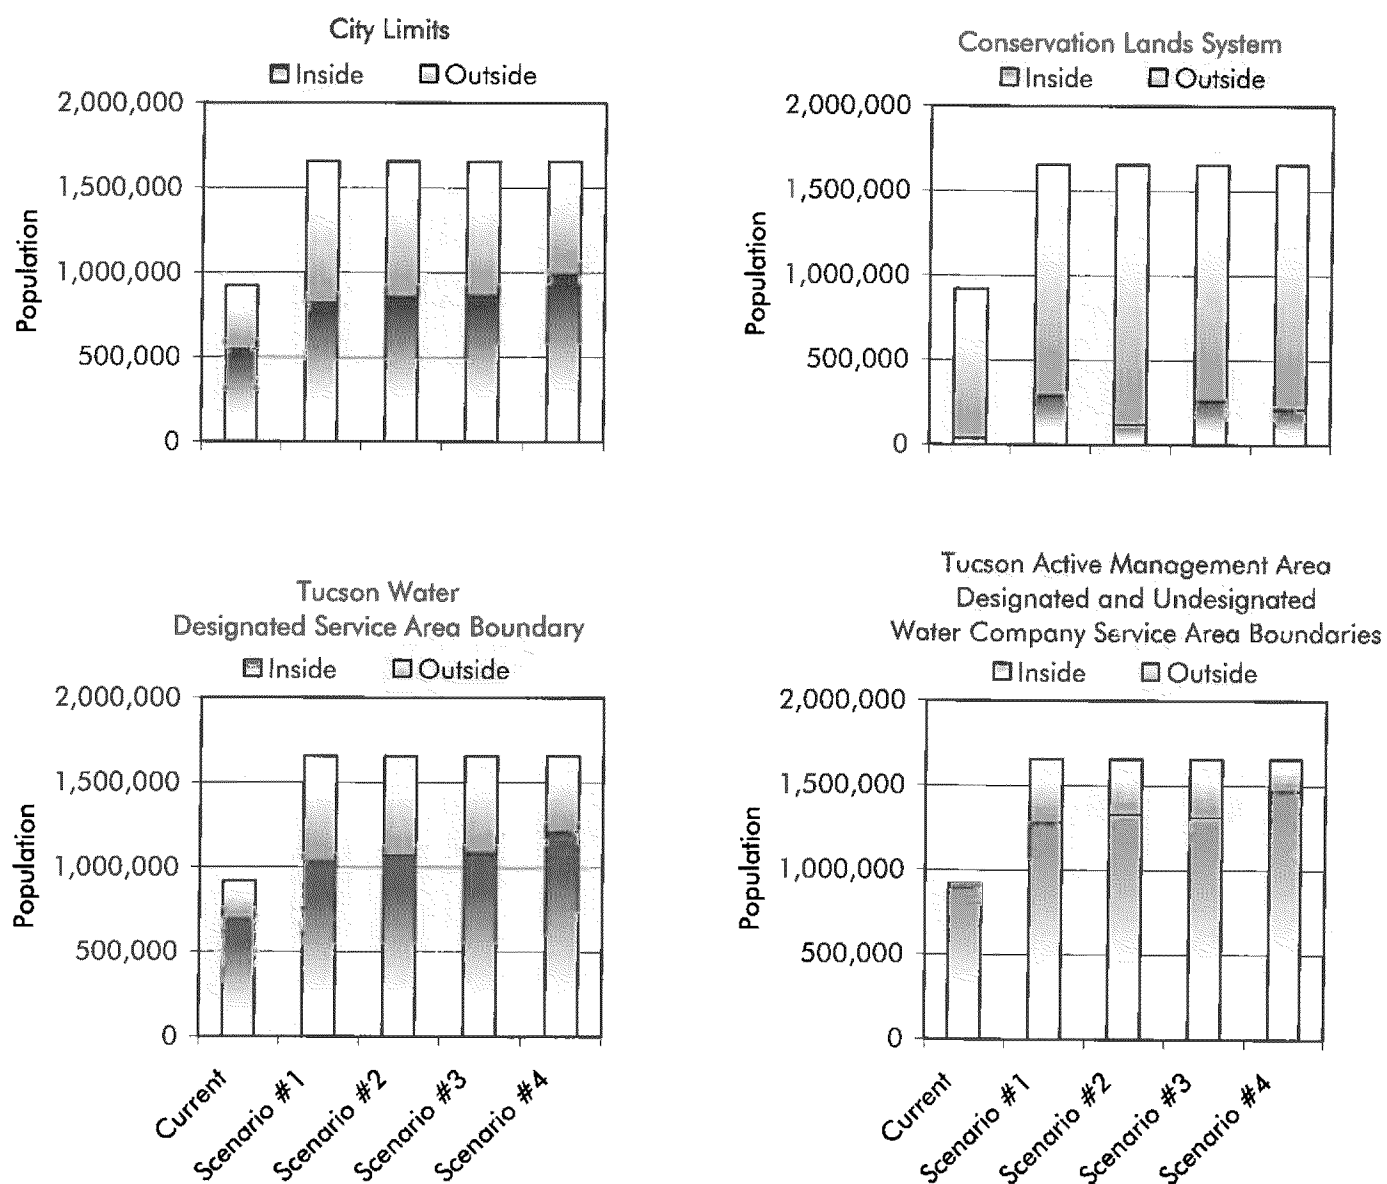 City Limits
Inside Outside
2,000,000
1,500,000
1,000,000
500,000
0
Population
Conservation Lands System
Inside Outside
2,000,000
1,500,000
1,000,000
500,000
0
Population
Tucson Water
Designated Service Area Boundary
Inside Outside
2,000,000
1,500,000
1,000,000
500,000
0
Population
Current
Scenario #1
Scenario #2
Scenario #3
Scenario #4
Tucson Active Management Area
Designated and Undesignated
Water Company Service Area Boundaries
Inside Outside
2,000,000
1,500,000
1,000,000
500,000
0
Population
Current
Scenario #1
Scenario #2
Scenario #3
Scenario #4